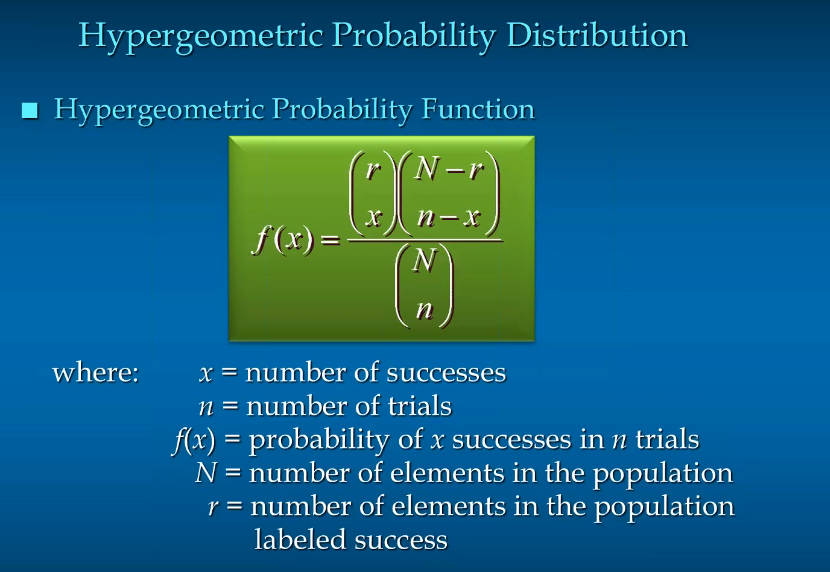 Hypergeometric Probability Distribution
■ Hypergeometric Probability Function
f(x) = \frac{\binom{r}{x}\binom{N-r}{n-x}}{\binom{N}{n}}
where: x = number of successes
n = number of trials
f(x) = probability of x successes in n trials
N = number of elements in the population
r = number of elements in the population
labeled success